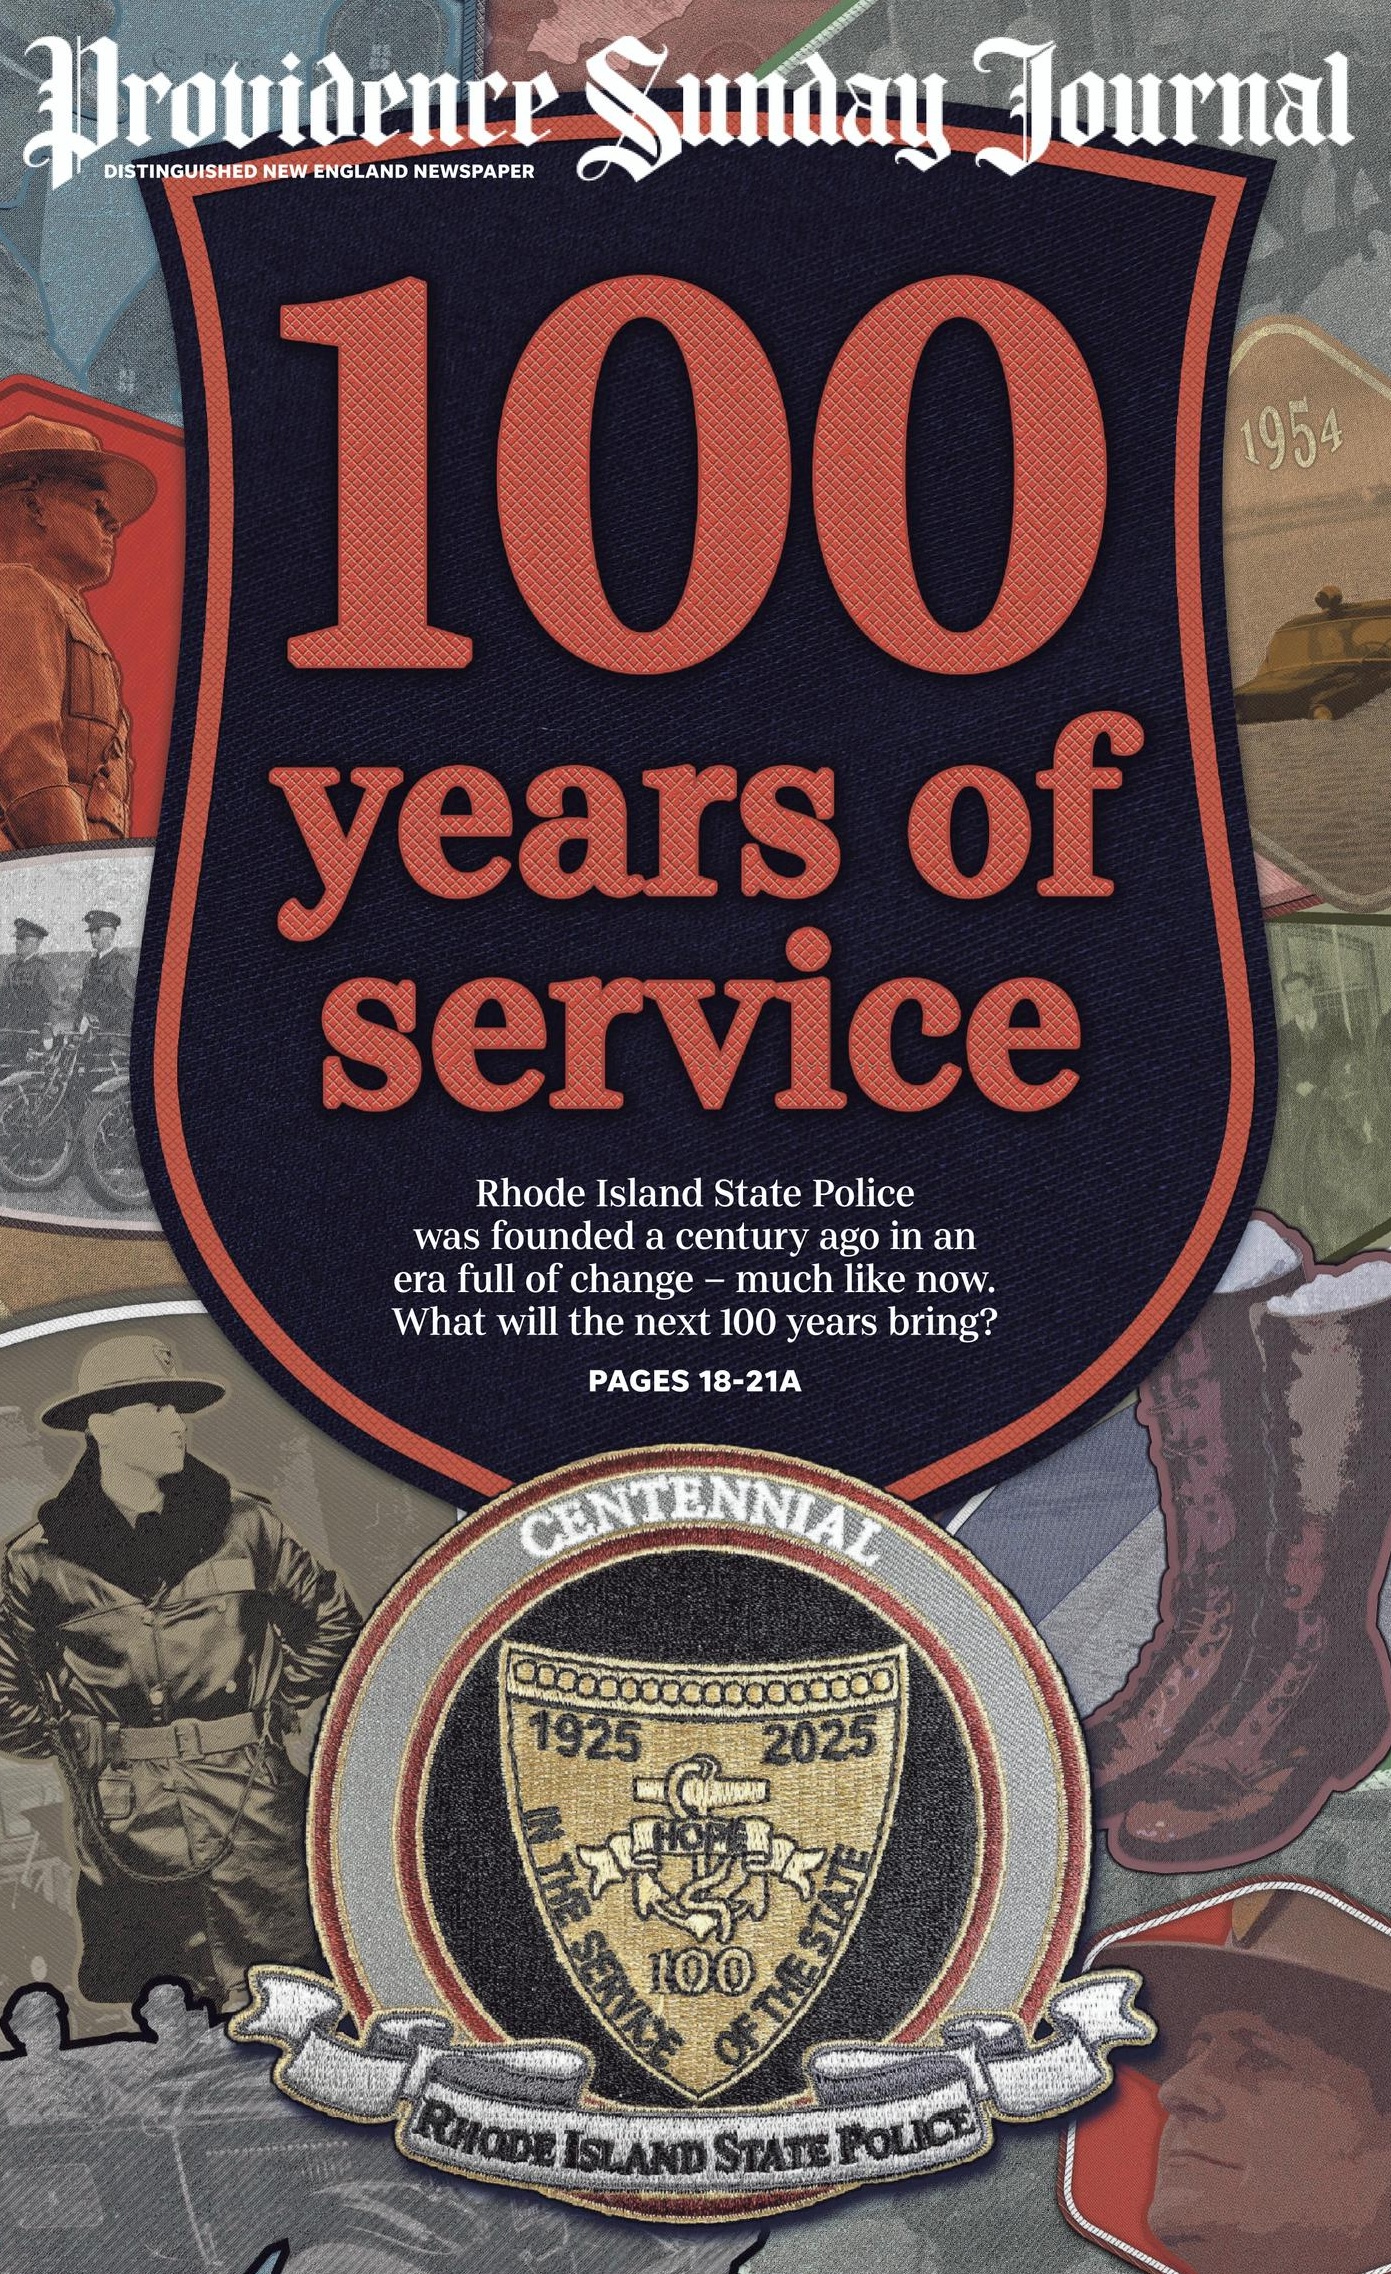 Providence Sunday Journal
DISTINGUISHED NEW ENGLAND NEWSPAPER
1954
100
years of
service
Rhode Island State Police
was founded a century ago in an
era full of change – much like now.
What will the next 100 years bring?
PAGES 18-21A
CENTENNIAL
1925 2025
HOPE
100
IN THE SERVICE OF THE STATE
RHODE ISLAND STATE POLICE